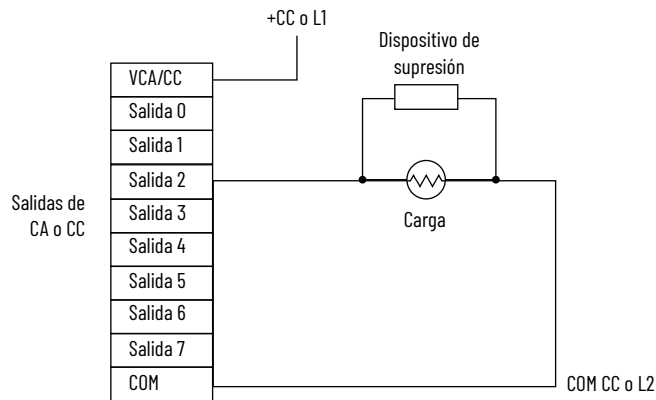 +CC o L1
Dispositivo de
supresión
VCA/CC
Salida 0
Salida 1
Salida 2
Salida 3
Salida 4
Salida 5
Salida 6
Salida 7
COM
Salidas de
CA o CC
Carga
COM CC o L2